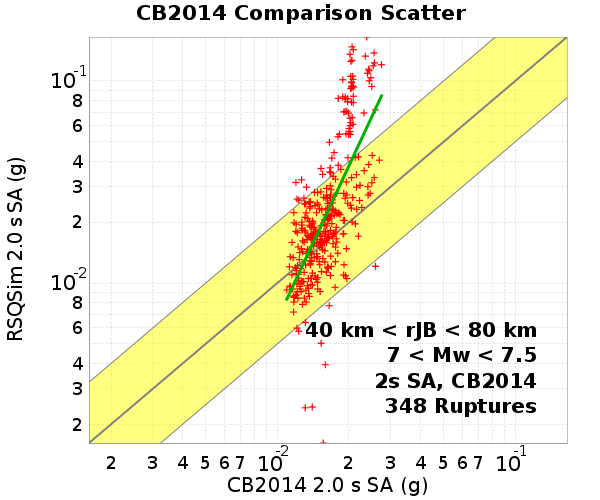 CB2014 Comparison Scatter
10-1
8
6
4
3
2
10-2
8
6
4
3
2
RSQSim 2.0 s SA (g)
40 km < rJB < 80 km
7 < Mw < 7.5
2s SA, CB2014
348 Ruptures
2 3 4 5 6 7 10-2 2 3 4 5 6 7 10-1
CB2014 2.0 s SA (g)